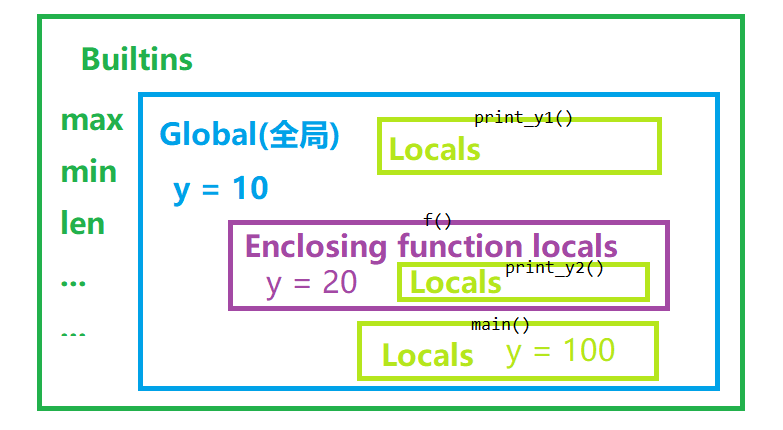 Builtins
max
min
len
...
...
Global(全局)
y = 10
print_y1()
Locals
f()
Enclosing function locals
y = 20
print_y2()
Locals
main()
Locals y = 100